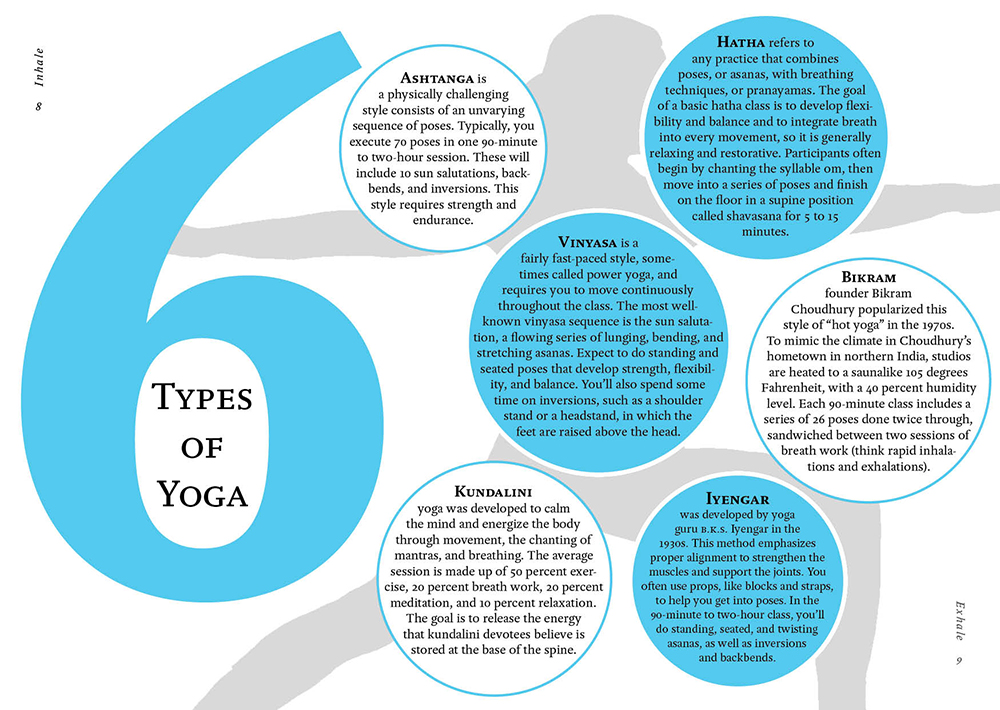 8 Inhale
6
Types
of
Yoga
Ashtanga is
a physically challenging
style consists of an unvarying
sequence of poses. Typically, you
execute 70 poses in one 90-minute
to two-hour session. These will
include 10 sun salutations, back-
bends, and inversions. This
style requires strength and
endurance.
Hatha refers to
any practice that combines
poses, or asanas, with breathing
techniques, or pranayamas. The goal
of a basic hatha class is to develop flexi-
bility and balance and to integrate breath
into every movement, so it is generally
relaxing and restorative. Participants often
begin by chanting the syllable om, then
move into a series of poses and finish
on the floor in a supine position
called shavasana for 5 to 15
minutes.
Vinyasa is a
fairly fast-paced style, some-
times called power yoga, and
requires you to move continuously
throughout the class. The most well-
known vinyasa sequence is the sun saluta-
tion, a flowing series of lunging, bending, and
stretching asanas. Expect to do standing and
seated poses that develop strength, flexibil-
ity, and balance. You'll also spend some
time on inversions, such as a shoulder
stand or a headstand, in which the
feet are raised above the head.
Bikram
founder Bikram
Choudhury popularized this
style of “hot yoga” in the 1970s.
To mimic the climate in Choudhury's
hometown in northern India, studios
are heated to a saunalike 105 degrees
Fahrenheit, with a 40 percent humidity
level. Each 90-minute class includes a
series of 26 poses done twice through,
sandwiched between two sessions of
breath work (think rapid inhala-
tions and exhalations).
Kundalini
yoga was developed to calm
the mind and energize the body
through movement, the chanting of
mantras, and breathing. The average
session is made up of 50 percent exer-
cise, 20 percent breath work, 20 percent
meditation, and 10 percent relaxation.
The goal is to release the energy
that kundalini devotees believe is
stored at the base of the spine.
Iyengar
was developed by yoga
guru B.K.S. Iyengar in the
1930s. This method emphasizes
proper alignment to strengthen the
muscles and support the joints. You
often use props, like blocks and straps,
to help you get into poses. In the
90-minute to two-hour class, you'll
do standing, seated, and twisting
asanas, as well as inversions
and backbends.
Exhale 9